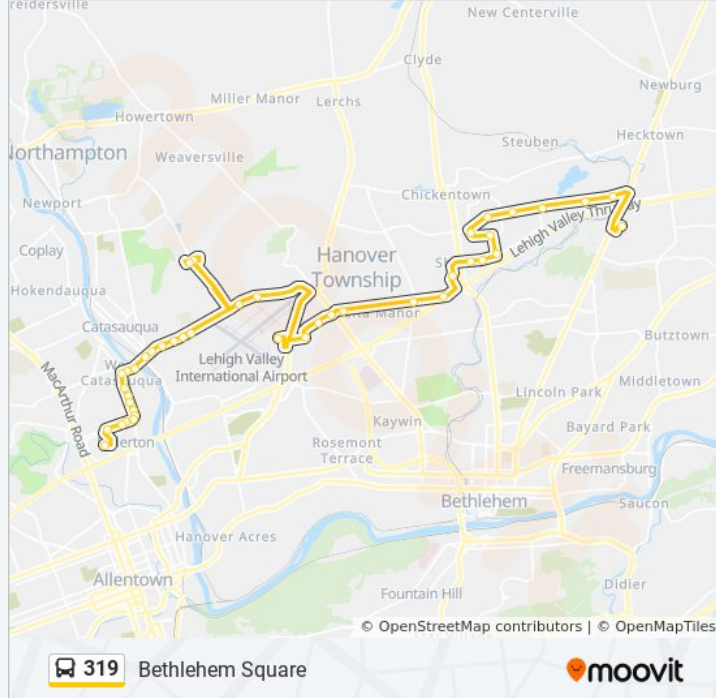 New Centerville
Clyde
Newburg
Miller Manor
Lerchs
Howertown
Hecktown
Steuben
Northampton
Weaversville
Chickentown
Newport
Lehigh Valley
Hanover
Township
Coplay
Hokendauqua
Catasauqua
Butztown
Lehigh Valley
International Airport
MacArthur Road
Middletown
Lincoln Park
Kaywin
Bayard Park
Rosemont
Terrace
Freemansburg
Bethlehem
Saucon
Hanover Acres
Allentown
Didier
Fountain Hill
© OpenStreetMap contributors | © OpenMapTiles
319 Bethlehem Square
moovit